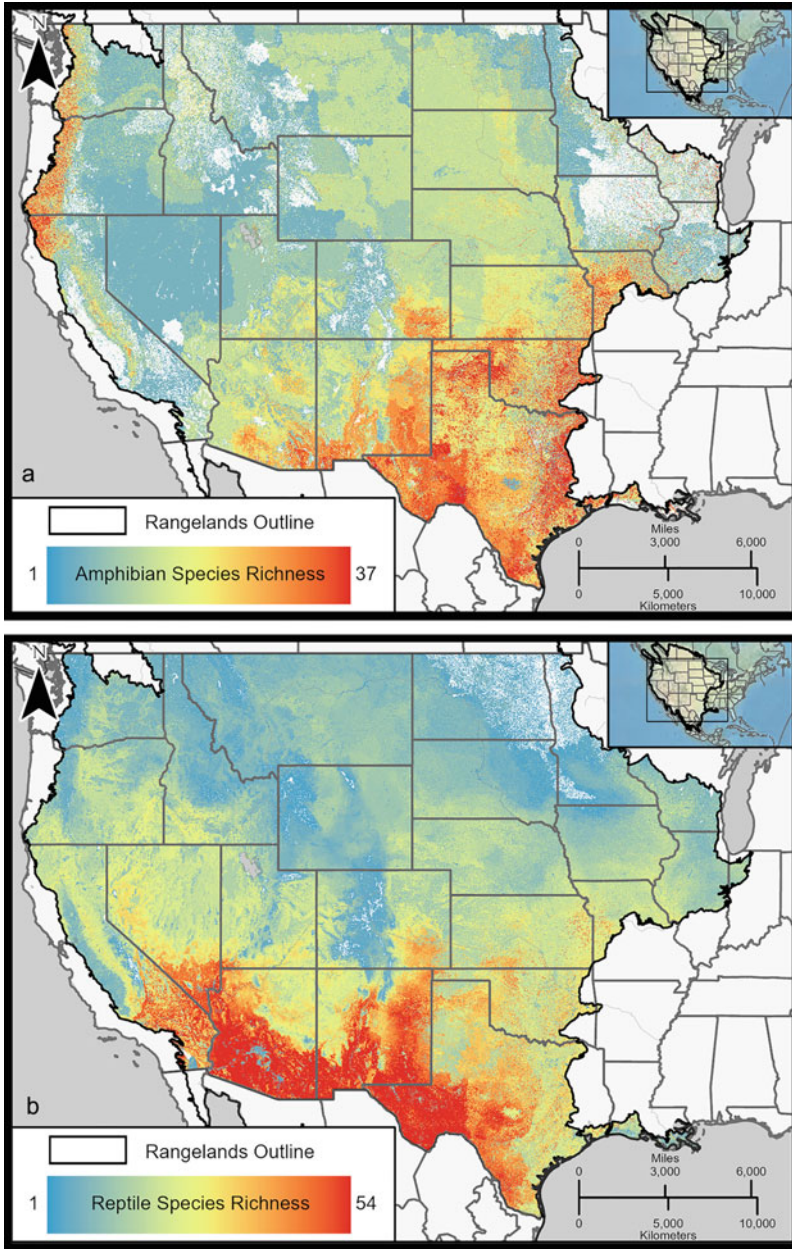 N
a
Rangelands Outline
1 Amphibian Species Richness 37
Miles
0 3,000 6,000
0 5,000 10,000
Kilometers
N
b
Rangelands Outline
1 Reptile Species Richness 54
Miles
0 3,000 6,000
0 5,000 10,000
Kilometers